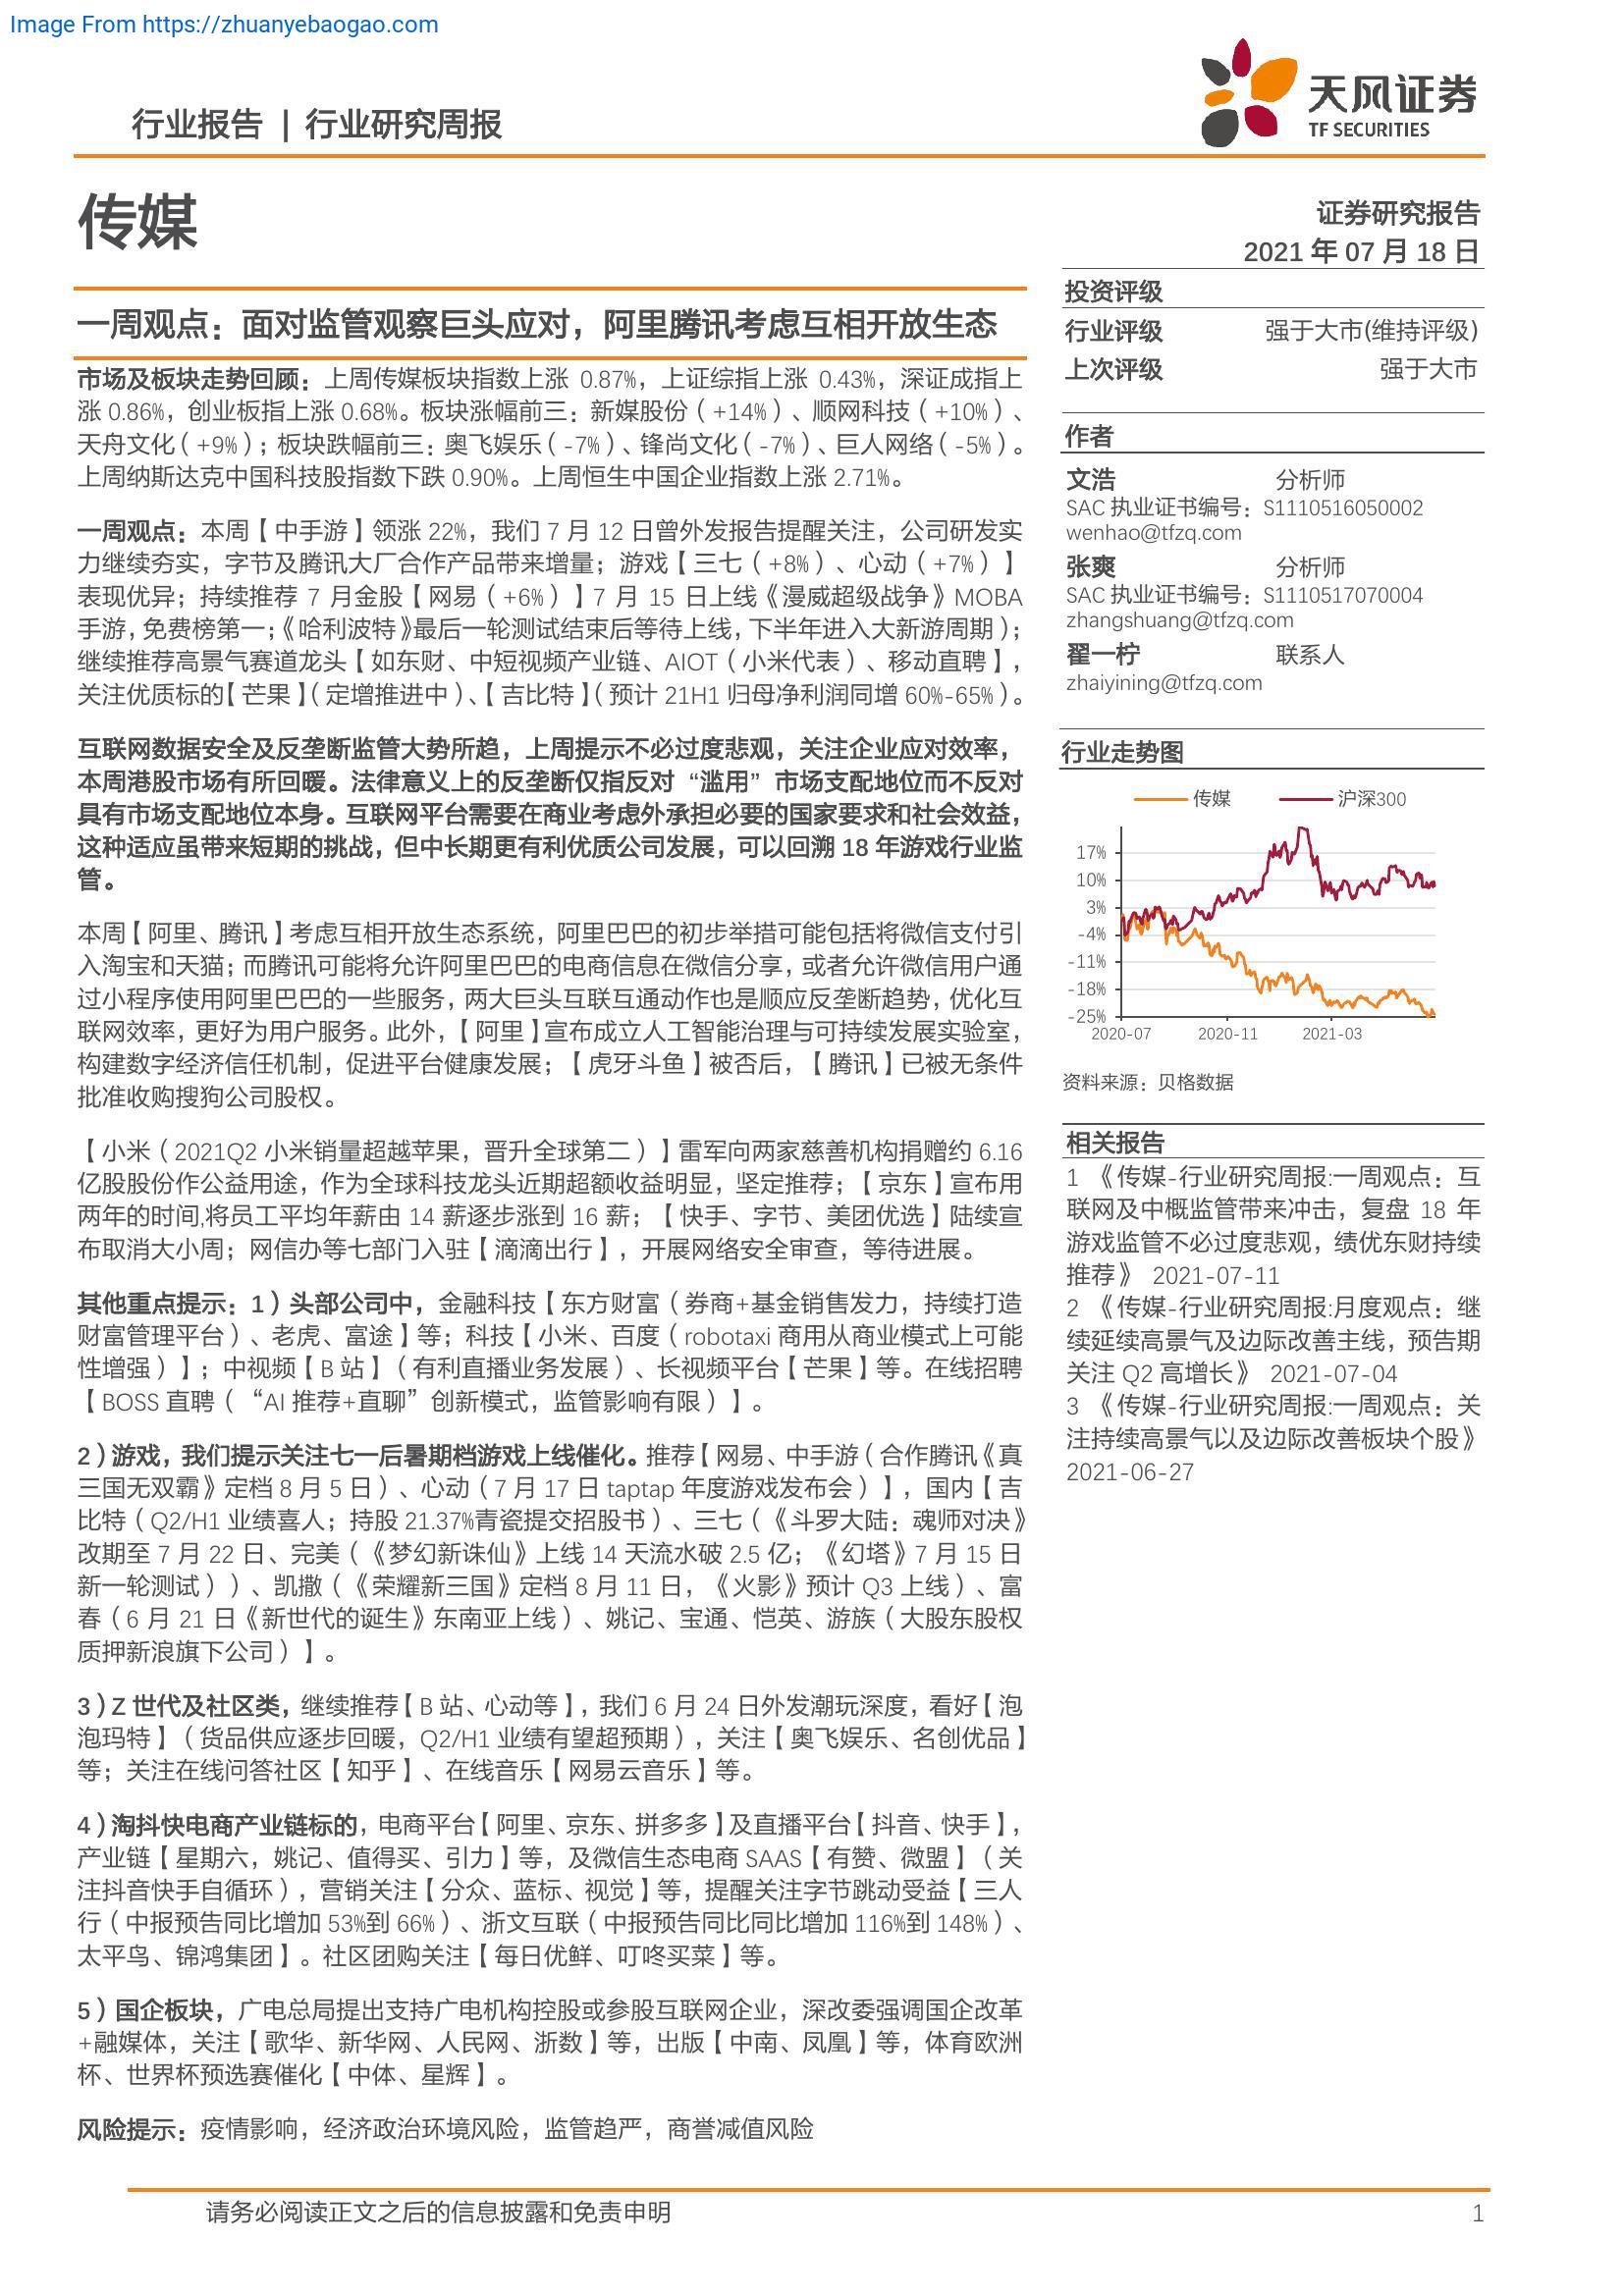 Image From https://zhuanyebaogao.com
行业报告 | 行业研究周报
天风证券
TF SECURITIES
传媒
证券研究报告
2021 年 07 月 18 日
一周观点：面对监管观察巨头应对，阿里腾讯考虑互相开放生态
市场及板块走势回顾：上周传媒板块指数上涨 0.87%，上证综指上涨 0.43%，深证成指上
涨 0.86%，创业板指上涨 0.68%。板块涨幅前三：新媒股份（+14%）、顺网科技（+10%）、
天舟文化（+9%）；板块跌幅前三：奥飞娱乐（-7%）、锋尚文化（-7%）、巨人网络（-5%）。
上周纳斯达克中国科技股指数下跌 0.90%。上周恒生中国企业指数上涨 2.71%。
一周观点：本周【中手游】领涨 22%，我们 7 月 12 日曾外发报告提醒关注，公司研发实
力继续夯实，字节及腾讯大厂合作产品带来增量；游戏【三七（+8%）、心动（+7%）】
表现优异；持续推荐 7 月金股【网易（+6%）】7 月 15 日上线《漫威超级战争》MOBA
手游，免费榜第一；《哈利波特》最后一轮测试结束后等待上线，下半年进入大新游周期）；
继续推荐高景气赛道龙头【如东财、中短视频产业链、AIOT（小米代表）、移动直聘】，
关注优质标的【芒果】（定增推进中）、【吉比特】（预计 21H1 归母净利润同增 60%-65%）。
互联网数据安全及反垄断监管大势所趋，上周提示不必过度悲观，关注企业应对效率，
本周港股市场有所回暖。法律意义上的反垄断仅指反对“滥用”市场支配地位而不反对
具有市场支配地位本身。互联网平台需要在商业考虑外承担必要的国家要求和社会效益，
这种适应虽带来短期的挑战，但中长期更有利优质公司发展，可以回溯 18 年游戏行业监
管。
本周【阿里、腾讯】考虑互相开放生态系统，阿里巴巴的初步举措可能包括将微信支付引
入淘宝和天猫；而腾讯可能将允许阿里巴巴的电商信息在微信分享，或者允许微信用户通
过小程序使用阿里巴巴的一些服务，两大巨头互联互通动作也是顺应反垄断趋势，优化互
联网效率，更好为用户服务。此外，【阿里】宣布成立人工智能治理与可持续发展实验室，
构建数字经济信任机制，促进平台健康发展；【虎牙斗鱼】被否后，【腾讯】已被无条件
批准收购搜狗公司股权。
【小米（2021Q2 小米销量超越苹果，晋升全球第二）】雷军向两家慈善机构捐赠约 6.16
亿股股份作公益用途，作为全球科技龙头近期超额收益明显，坚定推荐；【京东】宣布用
两年的时间,将员工平均年薪由 14 薪逐步涨到 16 薪；【快手、字节、美团优选】陆续宣
布取消大小周；网信办等七部门入驻【滴滴出行】，开展网络安全审查，等待进展。
其他重点提示：1）头部公司中，金融科技【东方财富（券商+基金销售发力，持续打造
财富管理平台）、老虎、富途】等；科技【小米、百度（robotaxi 商用从商业模式上可能
性增强）】；中视频【B 站】（有利直播业务发展）、长视频平台【芒果】等。在线招聘
【BOSS 直聘（“AI 推荐+直聊”创新模式，监管影响有限）】。
2）游戏，我们提示关注七一后暑期档游戏上线催化。推荐【网易、中手游（合作腾讯《真
三国无双霸》定档 8 月 5 日）、心动（7 月 17 日 taptap 年度游戏发布会）】，国内【吉
比特（Q2/H1 业绩喜人；持股 21.37%青瓷提交招股书）、三七（《斗罗大陆：魂师对决》
改期至 7 月 22 日、完美（《梦幻新诛仙》上线 14 天流水破 2.5 亿；《幻塔》7 月 15 日
新一轮测试））、凯撒（《荣耀新三国》定档 8 月 11 日，《火影》预计 Q3 上线）、富
春（6 月 21 日《新世代的诞生》东南亚上线）、姚记、宝通、恺英、游族（大股东股权
质押新浪旗下公司）】。
3）Z 世代及社区类，继续推荐【B 站、心动等】，我们 6 月 24 日外发潮玩深度，看好【泡
泡玛特】（货品供应逐步回暖，Q2/H1 业绩有望超预期），关注【奥飞娱乐、名创优品】
等；关注在线问答社区【知乎】、在线音乐【网易云音乐】等。
4）淘抖快电商产业链标的，电商平台【阿里、京东、拼多多】及直播平台【抖音、快手】，
产业链【星期六，姚记、值得买、引力】等，及微信生态电商 SAAS【有赞、微盟】（关
注抖音快手自循环），营销关注【分众、蓝标、视觉】等，提醒关注字节跳动受益【三人
行（中报预告同比增加 53%到 66%）、浙文互联（中报预告同比同比增加 116%到 148%）、
太平鸟、锦鸿集团】。社区团购关注【每日优鲜、叮咚买菜】等。
5）国企板块，广电总局提出支持广电机构控股或参股互联网企业，深改委强调国企改革
+融媒体，关注【歌华、新华网、人民网、浙数】等，出版【中南、凤凰】等，体育欧洲
杯、世界杯预选赛催化【中体、星辉】。
风险提示：疫情影响，经济政治环境风险，监管趋严，商誉减值风险
投资评级
行业评级 强于大市(维持评级)
上次评级 强于大市
作者
文浩 分析师
SAC 执业证书编号：S1110516050002
wenhao@tfzq.com
张爽 分析师
SAC 执业证书编号：S1110517070004
zhangshuang@tfzq.com
翟一柠 联系人
zhaiyining@tfzq.com
行业走势图
传媒 沪深300
17%
10%
3%
-4%
-11%
-18%
-25%
2020-07 2020-11 2021-03
资料来源：贝格数据
相关报告
1 《传媒-行业研究周报:一周观点：互
联网及中概监管带来冲击，复盘 18 年
游戏监管不必过度悲观，绩优东财持续
推荐》 2021-07-11
2 《传媒-行业研究周报:月度观点：继
续延续高景气及边际改善主线，预告期
关注 Q2 高增长》 2021-07-04
3 《传媒-行业研究周报:一周观点：关
注持续高景气以及边际改善板块个股》
2021-06-27
请务必阅读正文之后的信息披露和免责申明 1